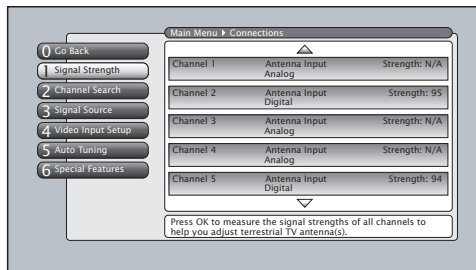 Main Menu Connections
0 Go Back
1 Signal Strength
2 Channel Search
3 Signal Source
4 Video Input Setup
5 Auto Tuning
6 Special Features
Channel 1 Antenna Input Strength: N/A
Analog
Channel 2 Antenna Input Strength: 95
Digital
Channel 3 Antenna Input Strength: N/A
Analog
Channel 4 Antenna Input Strength: N/A
Analog
Channel 5 Antenna Input Strength: 94
Digital
Press OK to measure the signal strengths of all channels to
help you adjust terrestrial TV antenna(s).